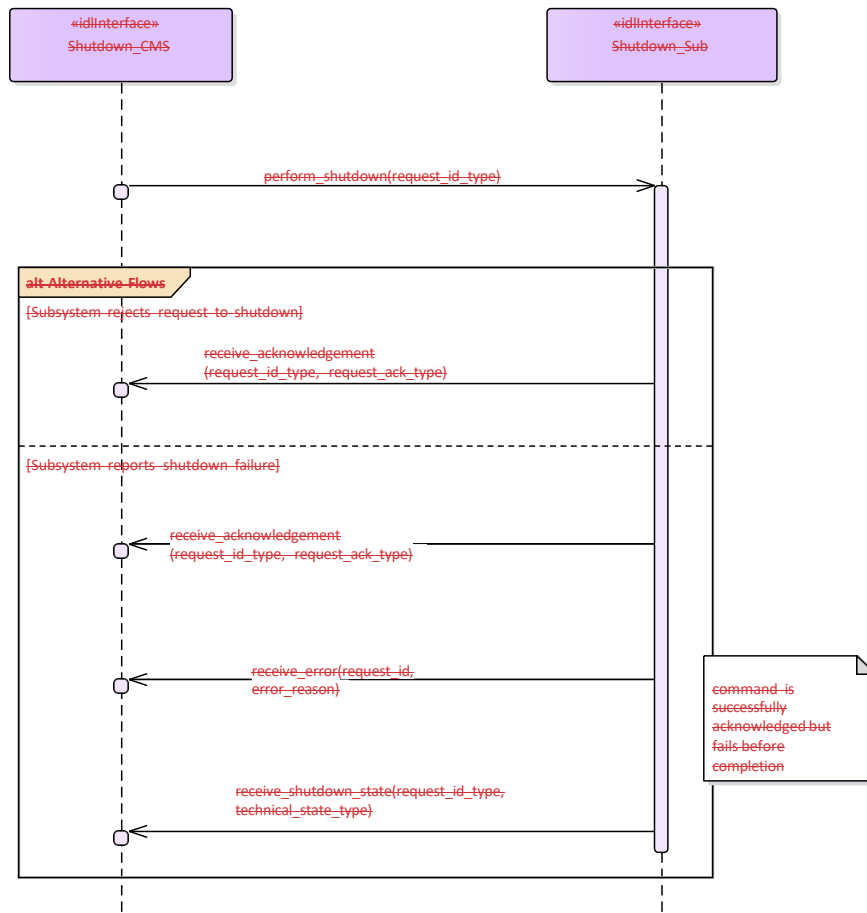 «idlInterface»
Shutdown_CMS
«idlInterface»
Shutdown_Sub
perform_shutdown(request_id_type)
alt Alternative Flows
[Subsystem rejects request to shutdown]
receive_acknowledgement
(request_id_type, request_ack_type)
[Subsystem reports shutdown failure]
receive_acknowledgement
(request_id_type, request_ack_type)
receive_error(request_id,
error_reason)
command is
successfully
acknowledged but
fails before
completion
receive_shutdown_state(request_id_type,
technical_state_type)